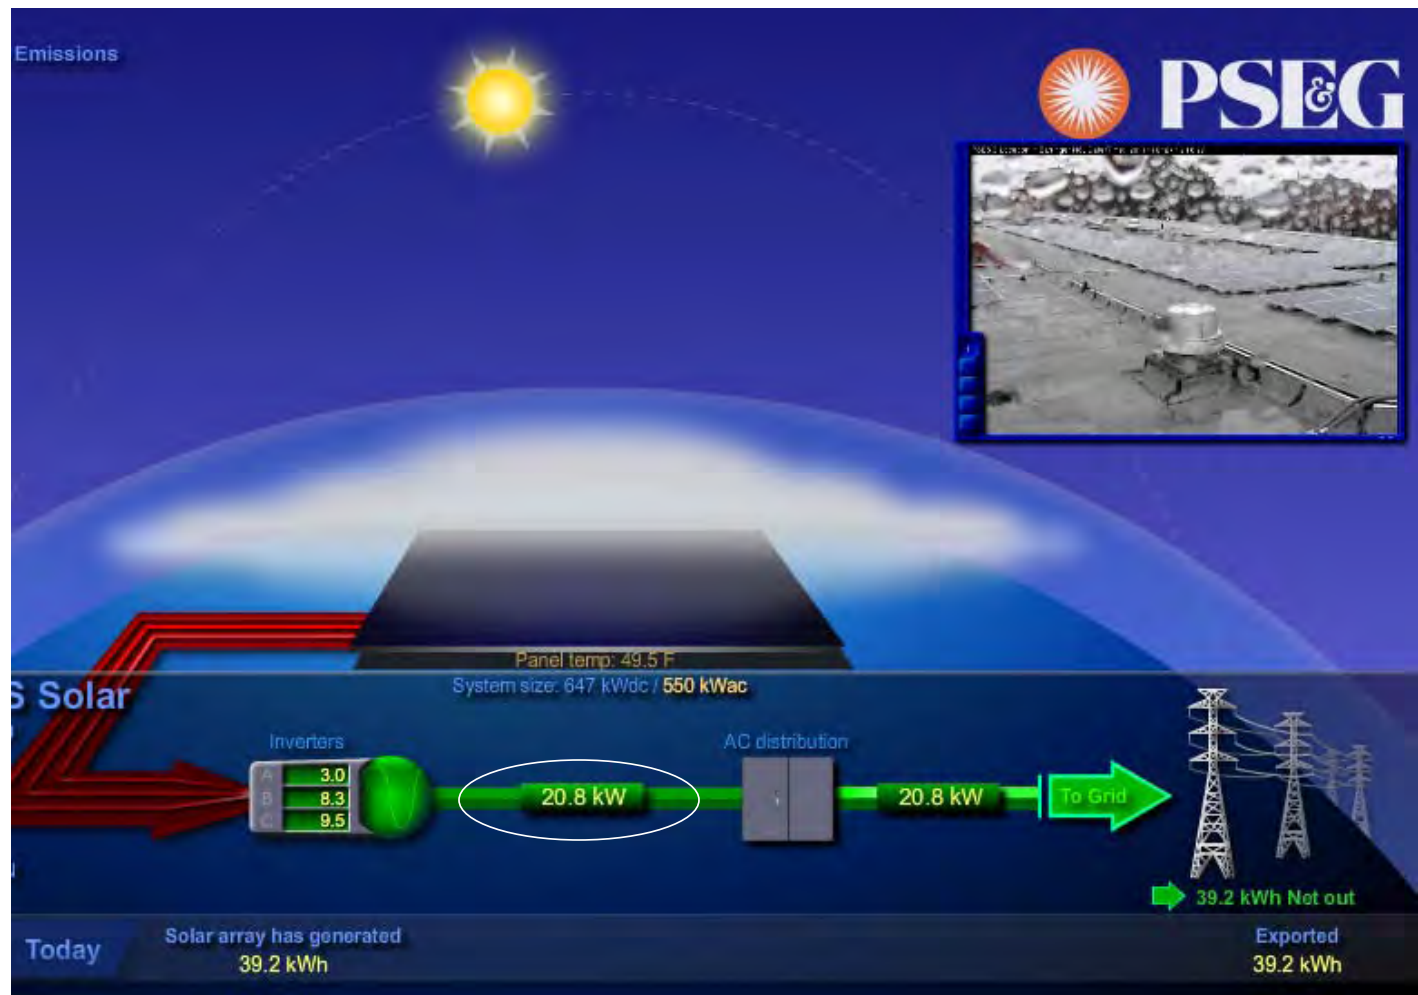 Emissions
PSE&G
Panel temp: 49.5 F
System size: 647 kWdc / 550 kWac
S Solar
Inverters
AC distribution
A 3.0
B 8.3
C 9.5
20.8 kW
20.8 kW
To Grid
39.2 kWh Net out
Today
Solar array has generated
39.2 kWh
Exported
39.2 kWh